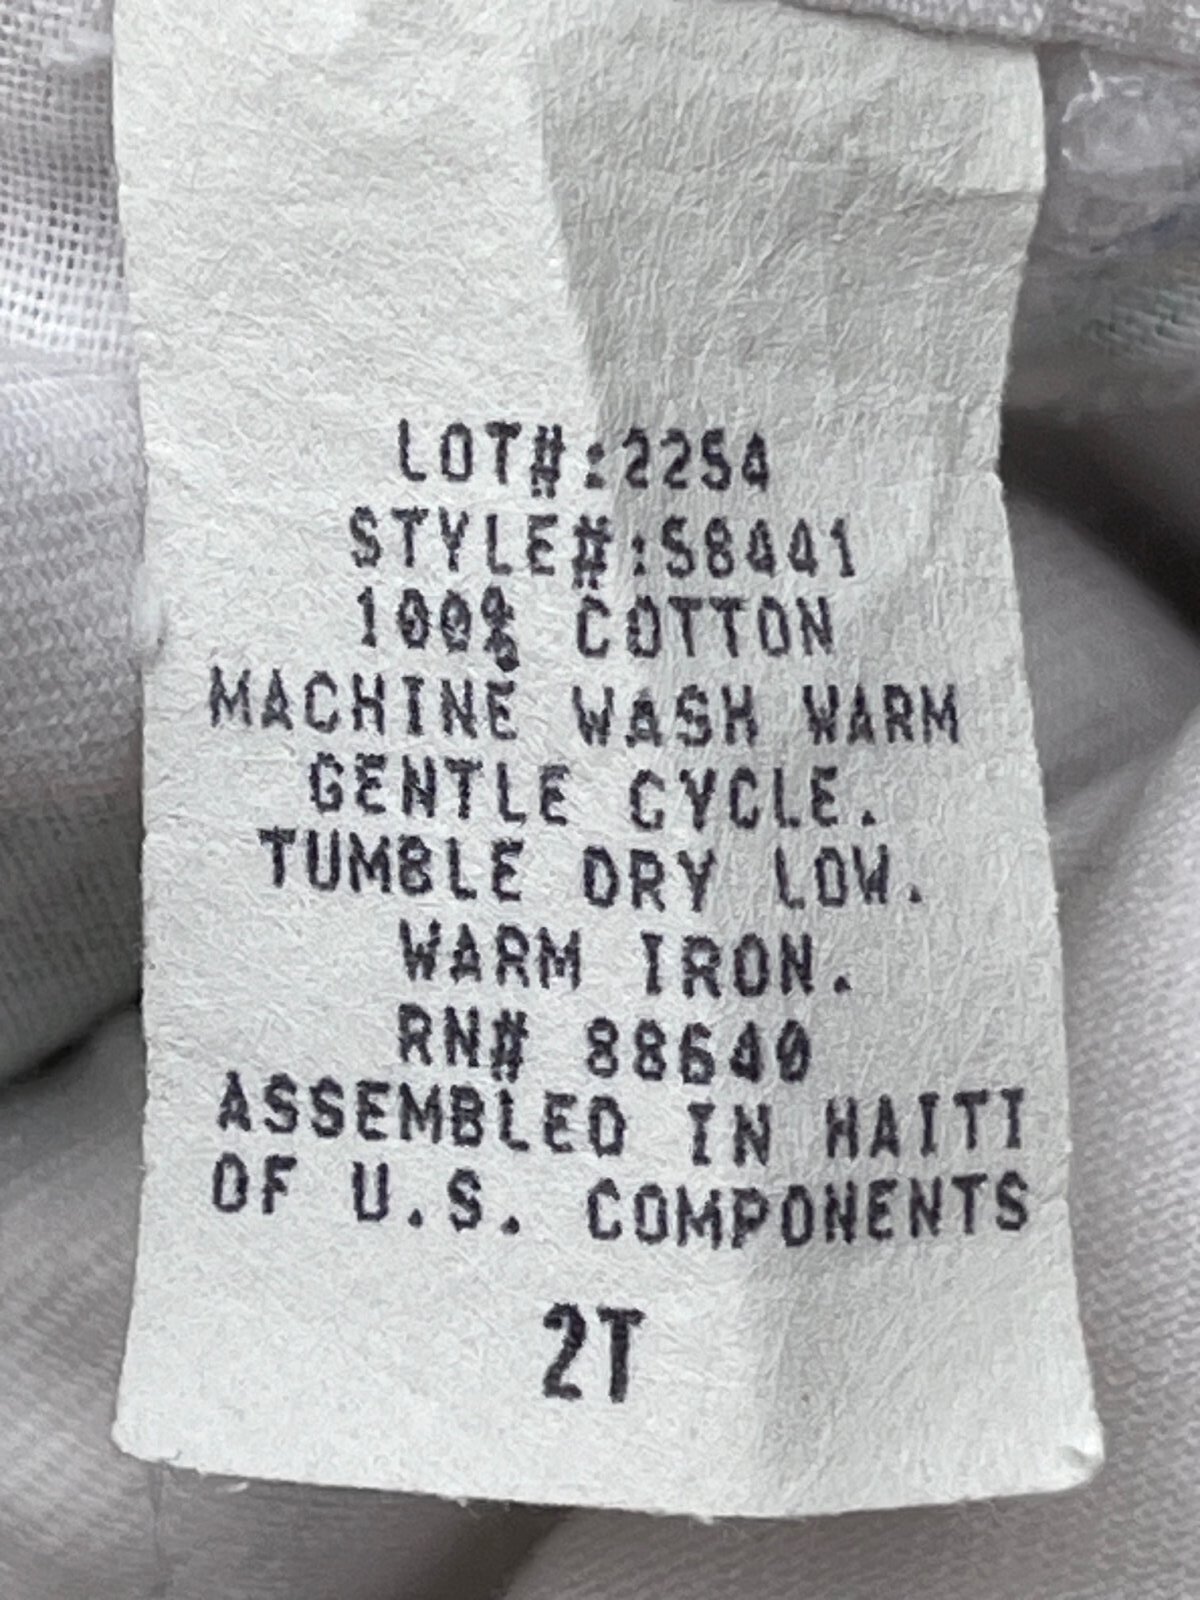 LOT#:2254
STYLE#:S8441
100% COTTON
MACHINE WASH WARM
GENTLE CYCLE.
TUMBLE DRY LOW.
WARM IRON.
RN# 88640
ASSEMBLED IN HAITI
OF U.S. COMPONENTS
2T